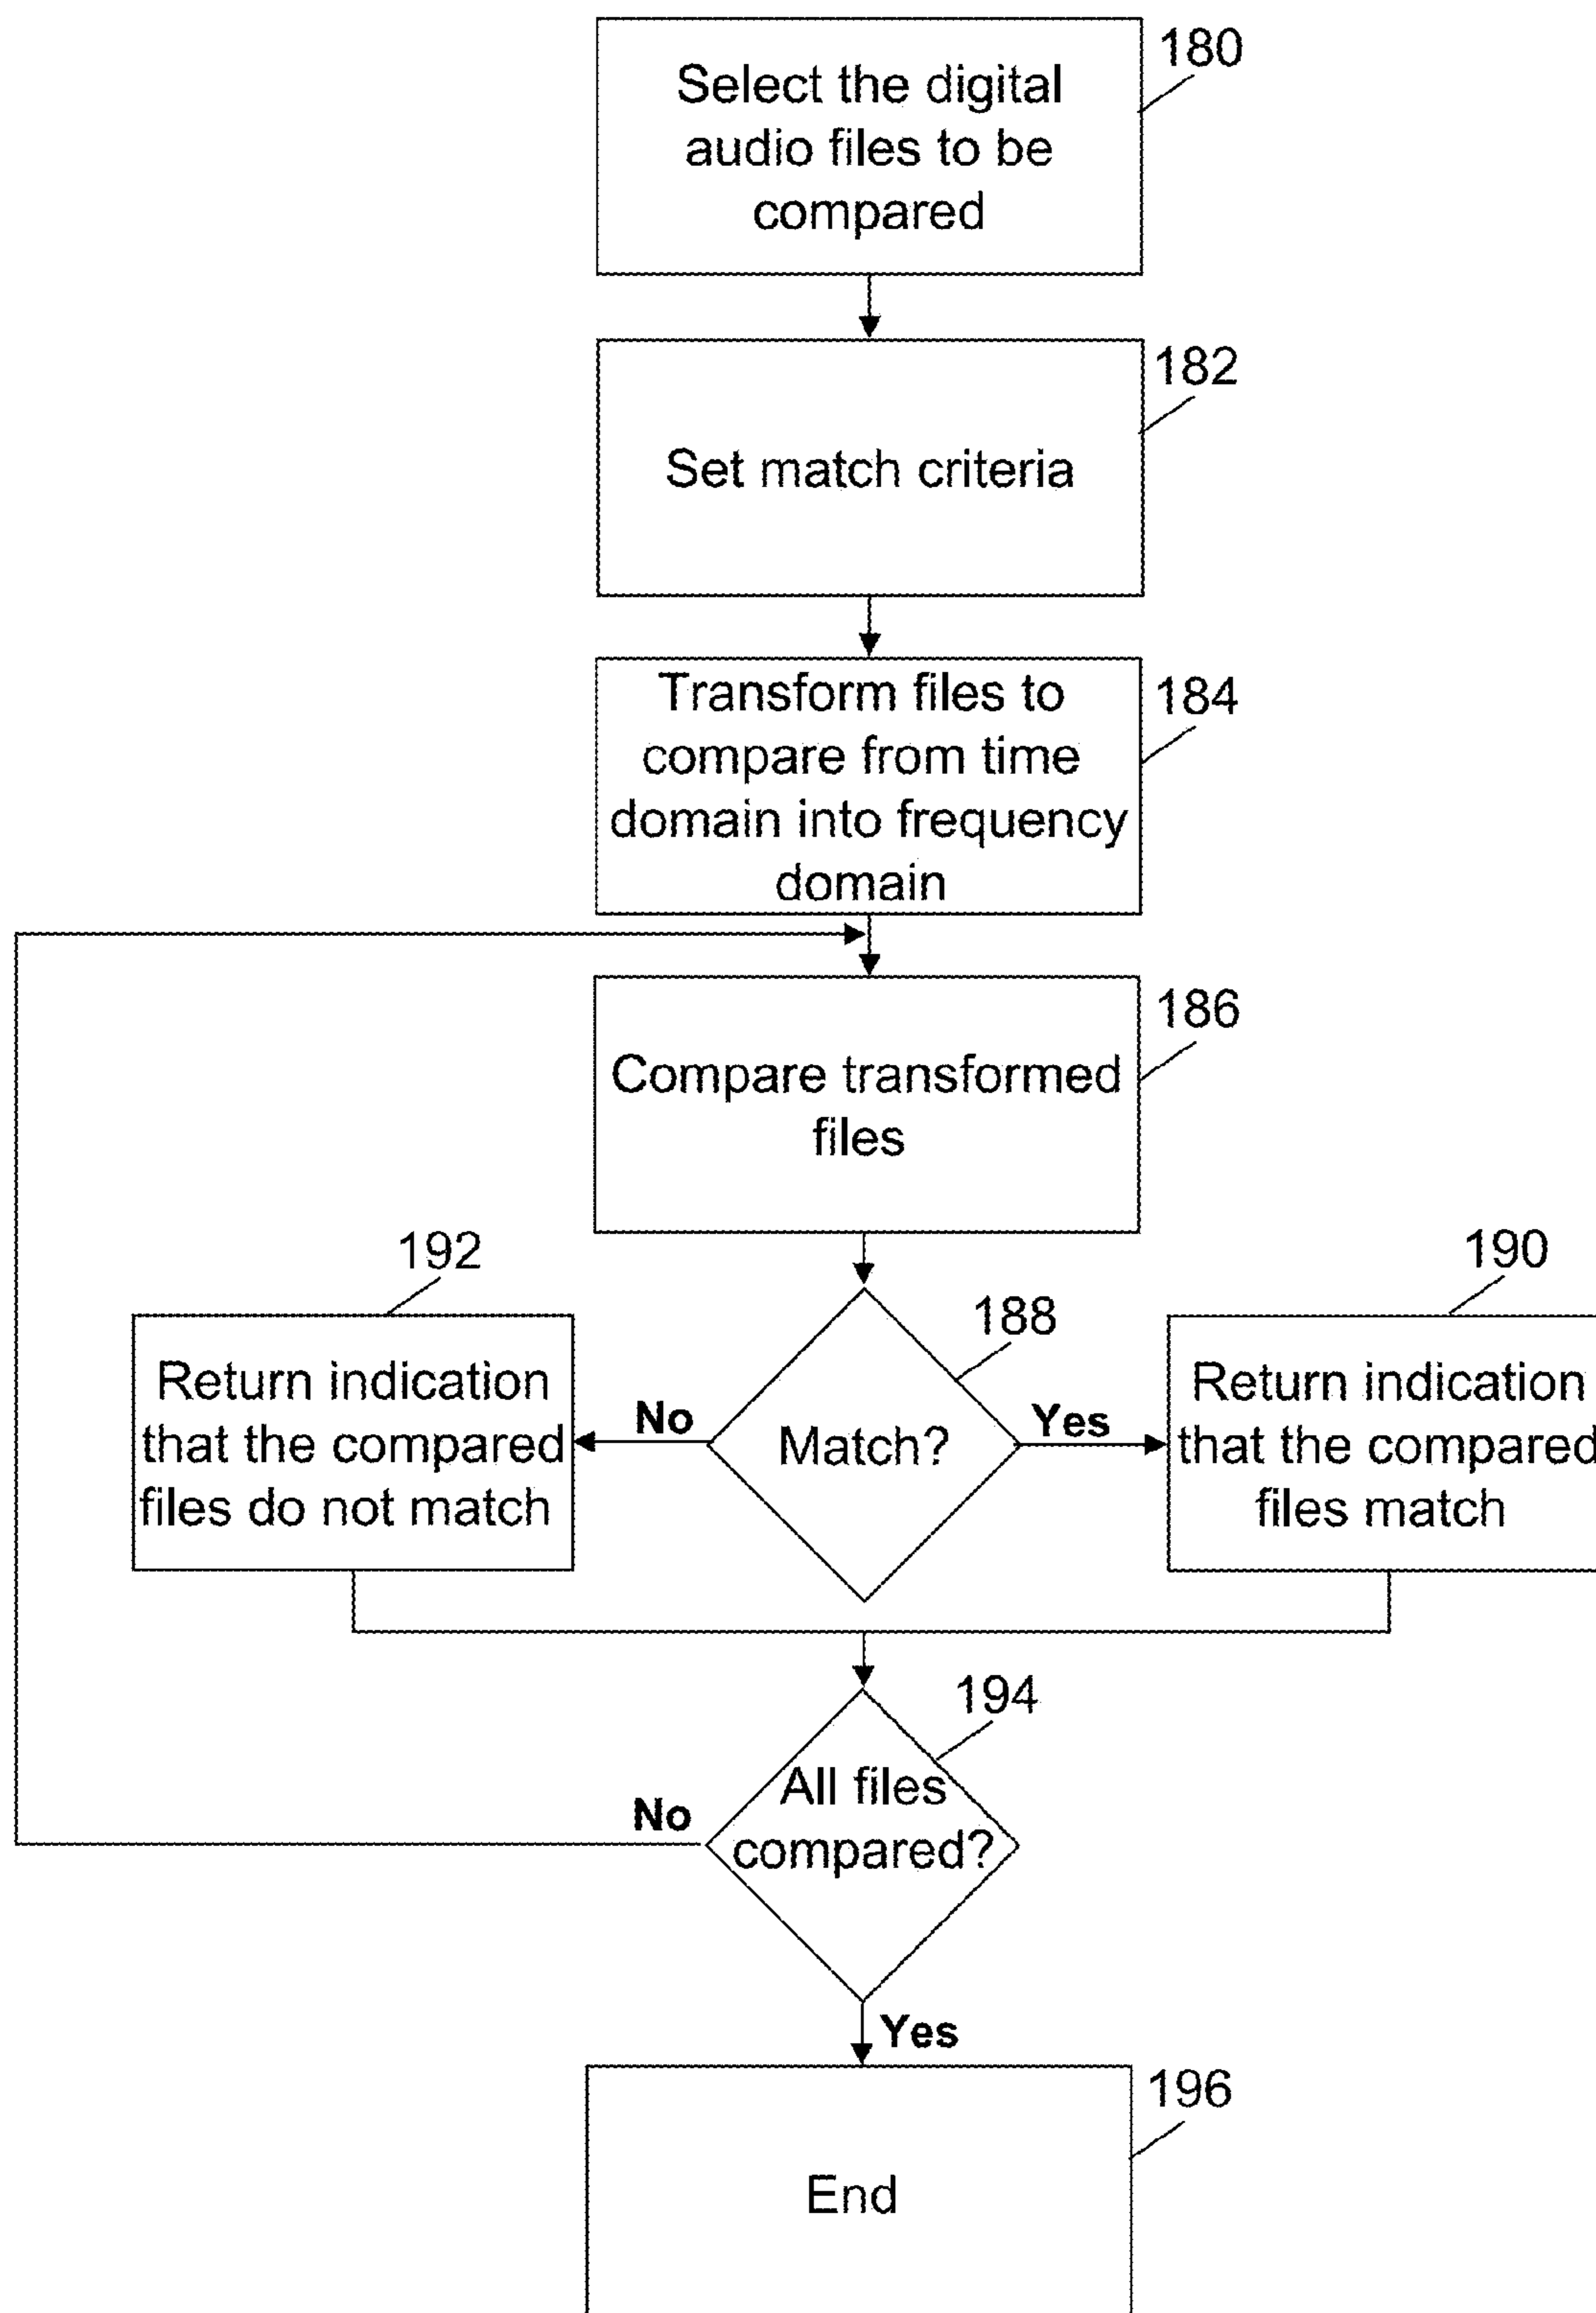 180
Select the digital
audio files to be
compared
182
Set match criteria
184
Transform files to
compare from time
domain into frequency
domain
186
Compare transformed
files
192
190
188
Return indication
that the compared
files do not match
No
Match?
Yes
Return indication
that the compared
files match
194
All files
compared?
No
Yes
196
End